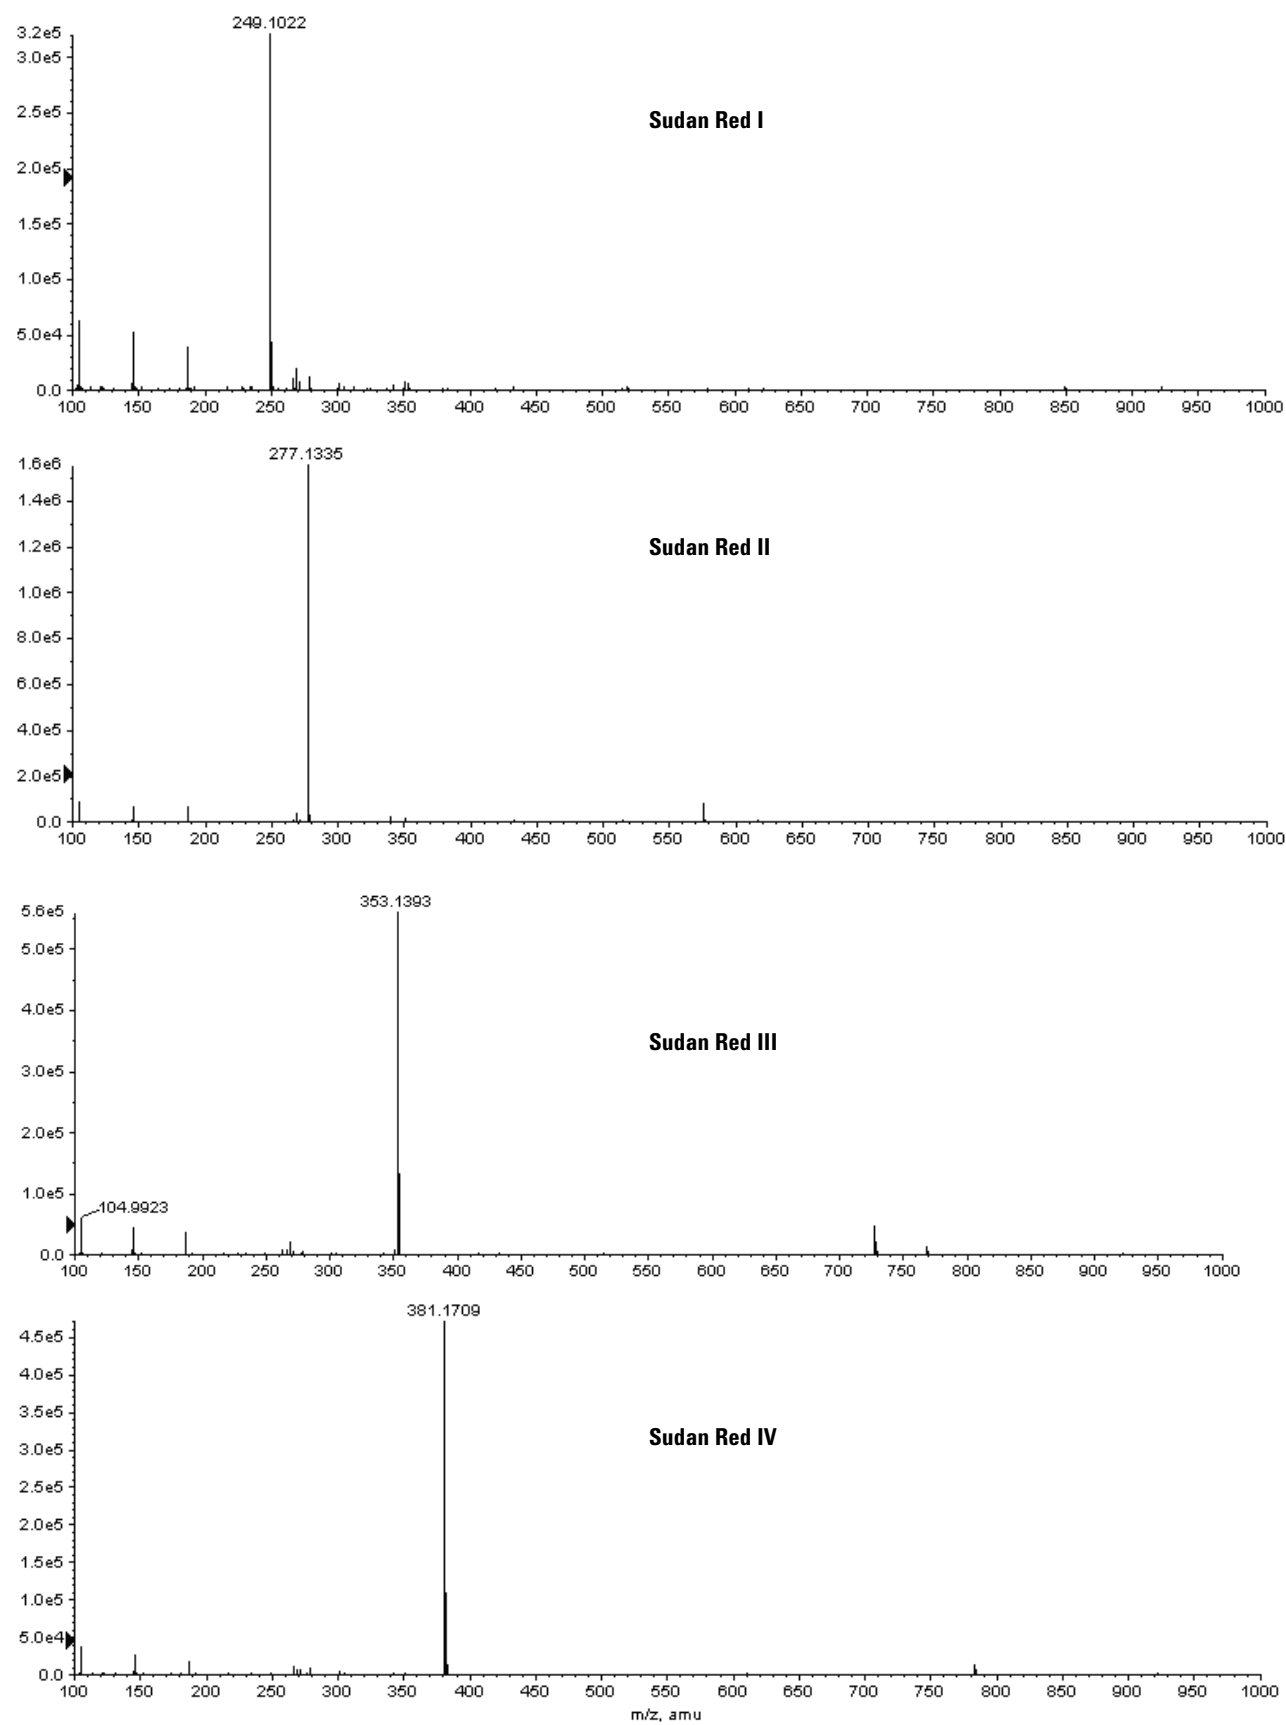 249.1022
3.2e5
3.0e5
2.5e5
Sudan Red I
2.0e5
1.5e5
1.0e5
5.0e4
0.0
100 150 200 250 300 350 400 450 500 550 600 650 700 750 800 850 900 950 1000
277.1335
1.6e6
1.4e6
1.2e6
Sudan Red II
1.0e6
8.0e5
6.0e5
4.0e5
2.0e5
0.0
100 150 200 250 300 350 400 450 500 550 600 650 700 750 800 850 900 950 1000
353.1393
5.6e5
5.0e5
4.0e5
Sudan Red III
3.0e5
2.0e5
1.0e5
104.9923
0.0
100 150 200 250 300 350 400 450 500 550 600 650 700 750 800 850 900 950 1000
381.1709
4.5e5
4.0e5
3.5e5
Sudan Red IV
3.0e5
2.5e5
2.0e5
1.5e5
1.0e5
5.0e4
0.0
100 150 200 250 300 350 400 450 500 550 600 650 700 750 800 850 900 950 1000
m/z, amu